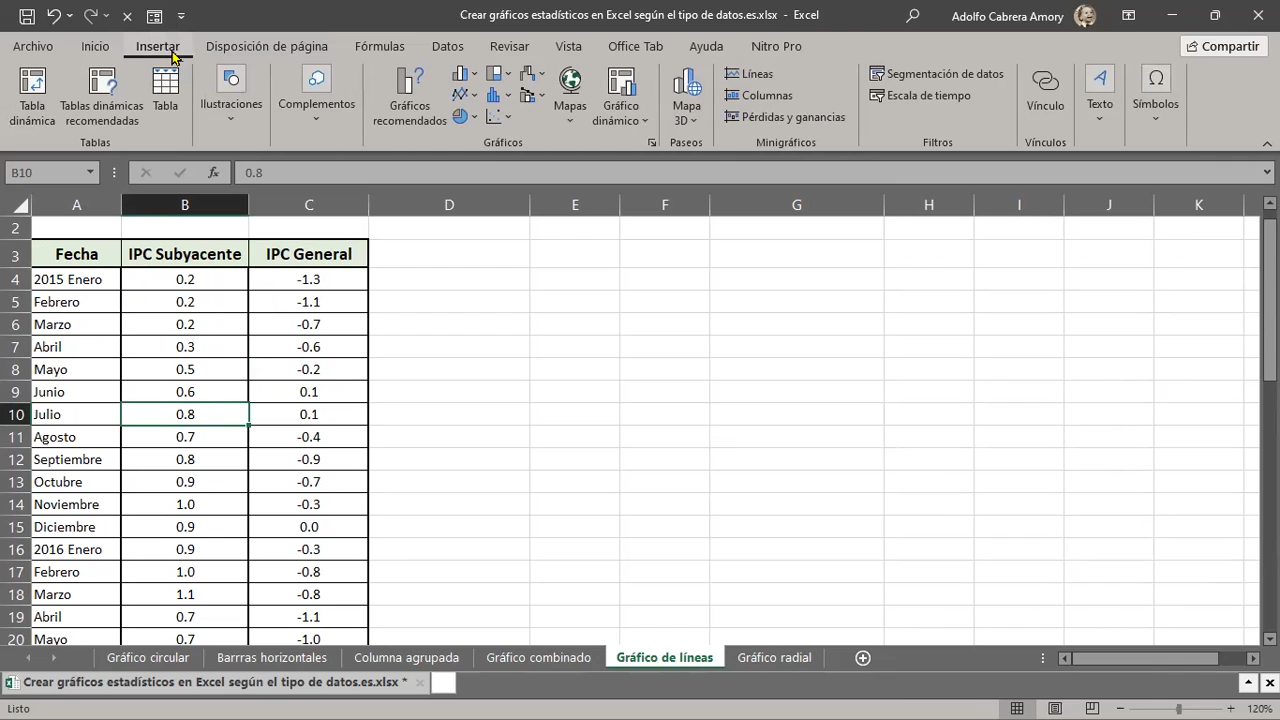 Crear gráficos estadísticos en Excel según el tipo de datos.es.xlsx - Excel
Adolfo Cabrera Amory
Archivo Inicio Insertar Disposición de página Fórmulas Datos Revisar Vista Office Tab Ayuda Nitro Pro
Compartir
Tabla dinámica
Tablas dinámicas recomendadas
Tabla
Ilustraciones
Complementos
Gráficos recomendados
Mapas
Gráfico dinámico
Mapa 3D
Líneas
Columnas
Pérdidas y ganancias
Segmentación de datos
Escala de tiempo
Vínculo
Texto
Símbolos
Tablas Gráficos Paseos Minigráficos Filtros Vínculos
B10 fx 0.8
A B C D E F G H I J K
2
3 Fecha IPC Subyacente IPC General
4 2015 Enero 0.2 -1.3
5 Febrero 0.2 -1.1
6 Marzo 0.2 -0.7
7 Abril 0.3 -0.6
8 Mayo 0.5 -0.2
9 Junio 0.6 0.1
10 Julio 0.8 0.1
11 Agosto 0.7 -0.4
12 Septiembre 0.8 -0.9
13 Octubre 0.9 -0.7
14 Noviembre 1.0 -0.3
15 Diciembre 0.9 0.0
16 2016 Enero 0.9 -0.3
17 Febrero 1.0 -0.8
18 Marzo 1.1 -0.8
19 Abril 0.7 -1.1
20 Mayo 0.7 -1.0
Gráfico circular Barrras horizontales Columna agrupada Gráfico combinado Gráfico de líneas Gráfico radial
Crear gráficos estadísticos en Excel según el tipo de datos.es.xlsx *
Listo 120%